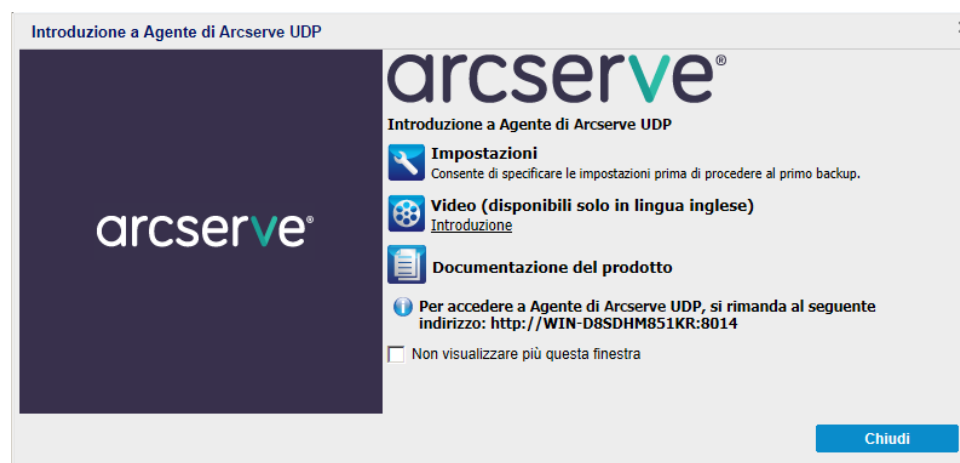 Introduzione a Agente di Arcserve UDP
arcserve®
arcserve®
Introduzione a Agente di Arcserve UDP
Impostazioni
Consente di specificare le impostazioni prima di procedere al primo backup.
Video (disponibili solo in lingua inglese)
Introduzione
Documentazione del prodotto
Per accedere a Agente di Arcserve UDP, si rimanda al seguente
indirizzo: http://WIN-D8SDHM851KR:8014
Non visualizzare più questa finestra
Chiudi